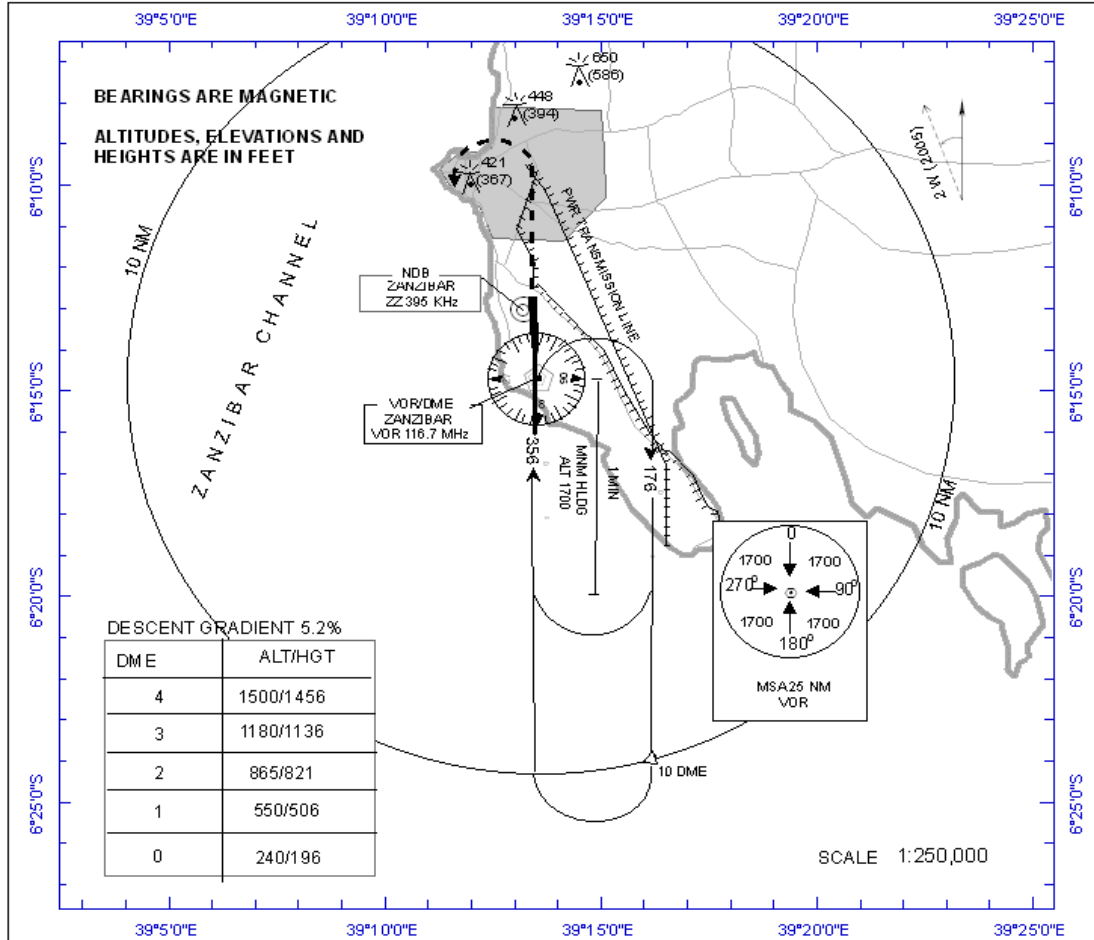 39°5'0"E
39°10'0"E
39°15'0"E
39°20'0"E
39°25'0"E
BEARINGS ARE MAGNETIC
ALTITUDES, ELEVATIONS AND
HEIGHTS ARE IN FEET
650
(586)
448
(394)
421
(367)
2 W (2005)
6°10'0"S
6°10'0"S
10 NM
ZANZIBAR CHANNEL
PWR TRANSMISSION LINE
NDB
ZANZIBAR
ZZ 395 KHz
VOR/DME
ZANZIBAR
VOR 116.7 MHz
6°15'0"S
6°15'0"S
356
176
MNM HLDG
ALT 1700
1 MIN
10 NM
0
1700
1700
270°
90°
1700
1700
180°
MSA 25 NM
VOR
6°20'0"S
6°20'0"S
10 DME
DESCENT GRADIENT 5.2%
DME ALT/HGT
4 1500/1456
3 1180/1136
2 865/821
1 550/506
0 240/196
6°25'0"S
6°25'0"S
SCALE 1:250,000
39°5'0"E
39°10'0"E
39°15'0"E
39°20'0"E
39°25'0"E